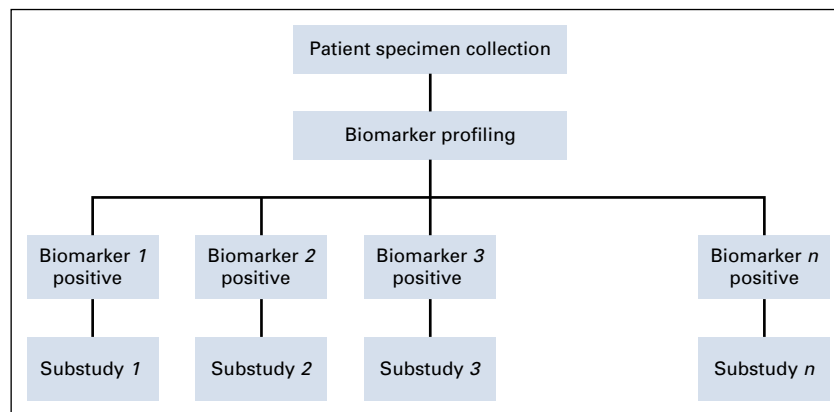 Patient specimen collection
Biomarker profiling
Biomarker 1
positive
Biomarker 2
positive
Biomarker 3
positive
Biomarker n
positive
Substudy 1
Substudy 2
Substudy 3
Substudy n